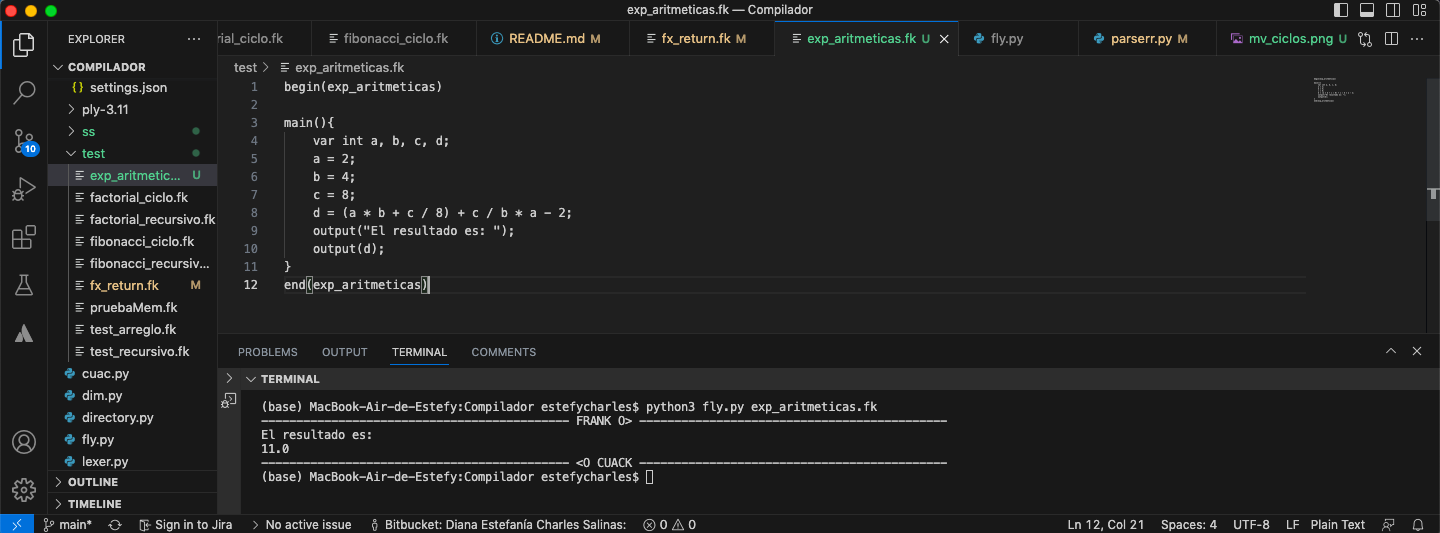 exp_aritmeticas.fk — Compilador
EXPLORER
rial_ciclo.fk
fibonacci_ciclo.fk
README.md M
fx_return.fk M
exp_aritmeticas.fk U
fly.py
parserr.py M
mv_ciclos.png U
COMPILADOR
settings.json
ply-3.11
ss
test
exp_aritmetic... U
factorial_ciclo.fk
factorial_recursivo.fk
fibonacci_ciclo.fk
fibonacci_recursiv...
fx_return.fk M
pruebaMem.fk
test_arreglo.fk
test_recursivo.fk
cuac.py
dim.py
directory.py
fly.py
lexer.py
OUTLINE
TIMELINE
10
test > exp_aritmeticas.fk
1 begin(exp_aritmeticas)
2
3 main(){
4 var int a, b, c, d;
5 a = 2;
6 b = 4;
7 c = 8;
8 d = (a * b + c / 8) + c / b * a - 2;
9 output("El resultado es: ");
10 output(d);
11 }
12 end(exp_aritmeticas)
PROBLEMS OUTPUT TERMINAL COMMENTS
TERMINAL
(base) MacBook-Air-de-Estefy:Compilador estefycharles$ python3 fly.py exp_aritmeticas.fk
-------------------------------------------- FRANK O> --------------------------------------------
El resultado es:
11.0
-------------------------------------------- <O CUACK --------------------------------------------
(base) MacBook-Air-de-Estefy:Compilador estefycharles$
main* Sign in to Jira > No active issue Bitbucket: Diana Estefanía Charles Salinas: 0 0 Ln 12, Col 21 Spaces: 4 UTF-8 LF Plain Text